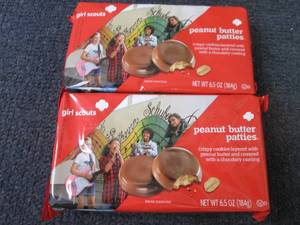 girl scouts
peanut butter
patties
crispy cookies layered with
peanut butter and covered
with a chocolaty coating
NET WT 6.5 OZ (184g)
girl scouts
peanut butter
patties
Crispy cookies layered with
peanut butter and covered
with a chocolaty coating
NET WT 6.5 OZ (184g)